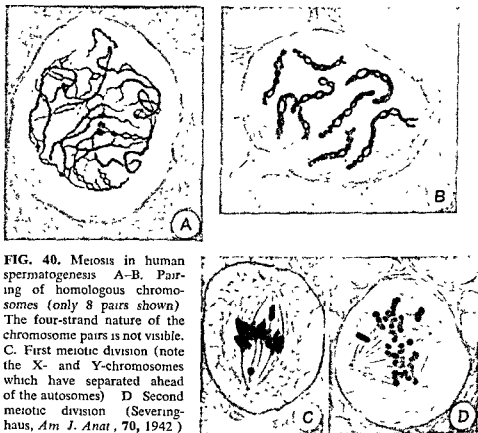 A
B
FIG. 40. Meiosis in human
spermatogenesis A–B. Pair-
ing of homologous chromo-
somes (only 8 pairs shown)
The four-strand nature of the
chromosome pairs is not visible.
C. First meiotic division (note
the X- and Y-chromosomes
which have separated ahead
of the autosomes) D Second
meiotic division (Severing-
haus, Am J. Anat, 70, 1942)
C
D